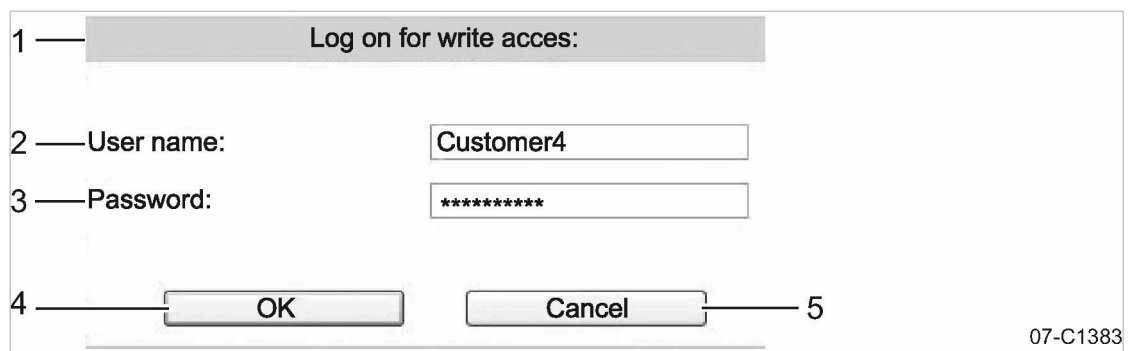 1 Log on for write acces:
2 User name: Customer4
3 Password: **********
4 OK Cancel 5
07-C1383